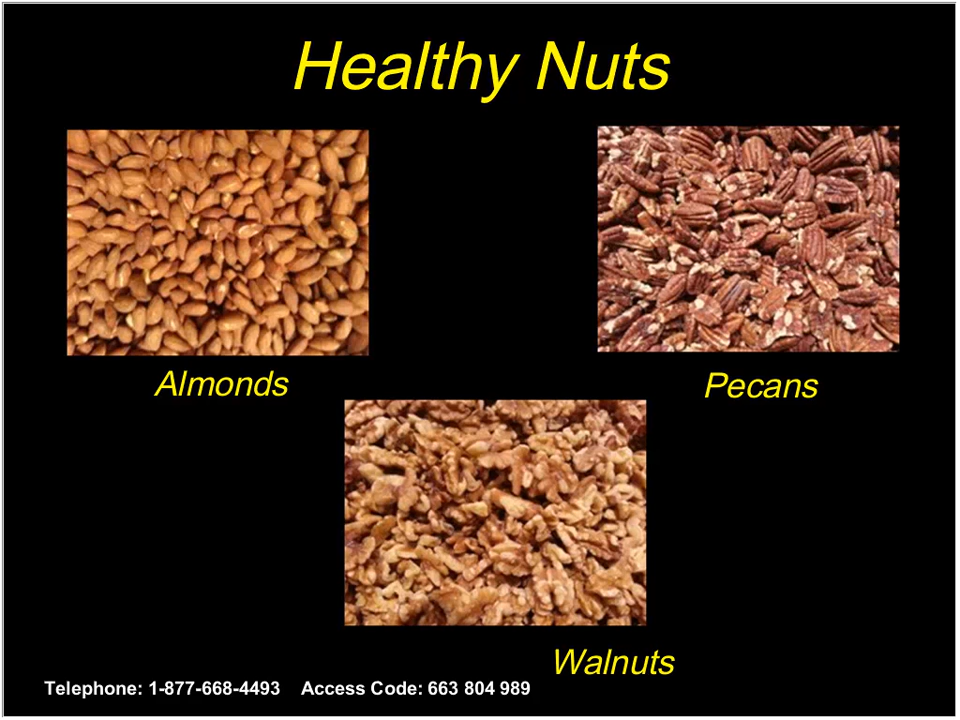 Healthy Nuts
Almonds
Pecans
Walnuts
Telephone: 1-877-668-4493    Access Code: 663 804 989